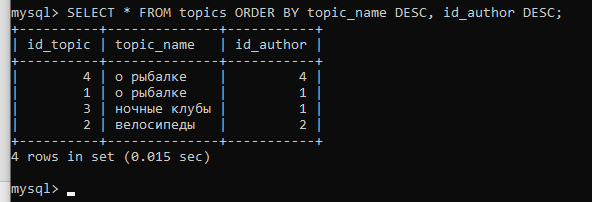 mysql> SELECT * FROM topics ORDER BY topic_name DESC, id_author DESC;
+----------+--------------+-----------+
| id_topic | topic_name   | id_author |
+----------+--------------+-----------+
|        4 | о рыбалке    |         4 |
|        1 | о рыбалке    |         1 |
|        3 | ночные клубы |         1 |
|        2 | велосипеды   |         2 |
+----------+--------------+-----------+
4 rows in set (0.015 sec)
mysql>